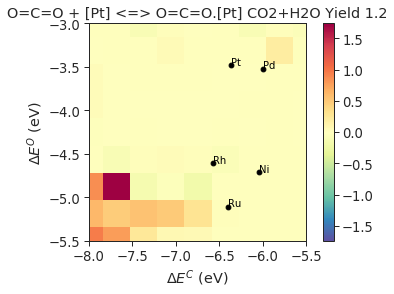 O=C=O + [Pt] <=> O=C=O.[Pt] CO2+H2O Yield 1.2
−3.0
−3.5
−4.0
−4.5
−5.0
−5.5
ΔE^O (eV)
Pt
Pd
Rh
Ni
Ru
−8.0 −7.5 −7.0 −6.5 −6.0 −5.5
ΔE^C (eV)
1.5
1.0
0.5
0.0
−0.5
−1.0
−1.5